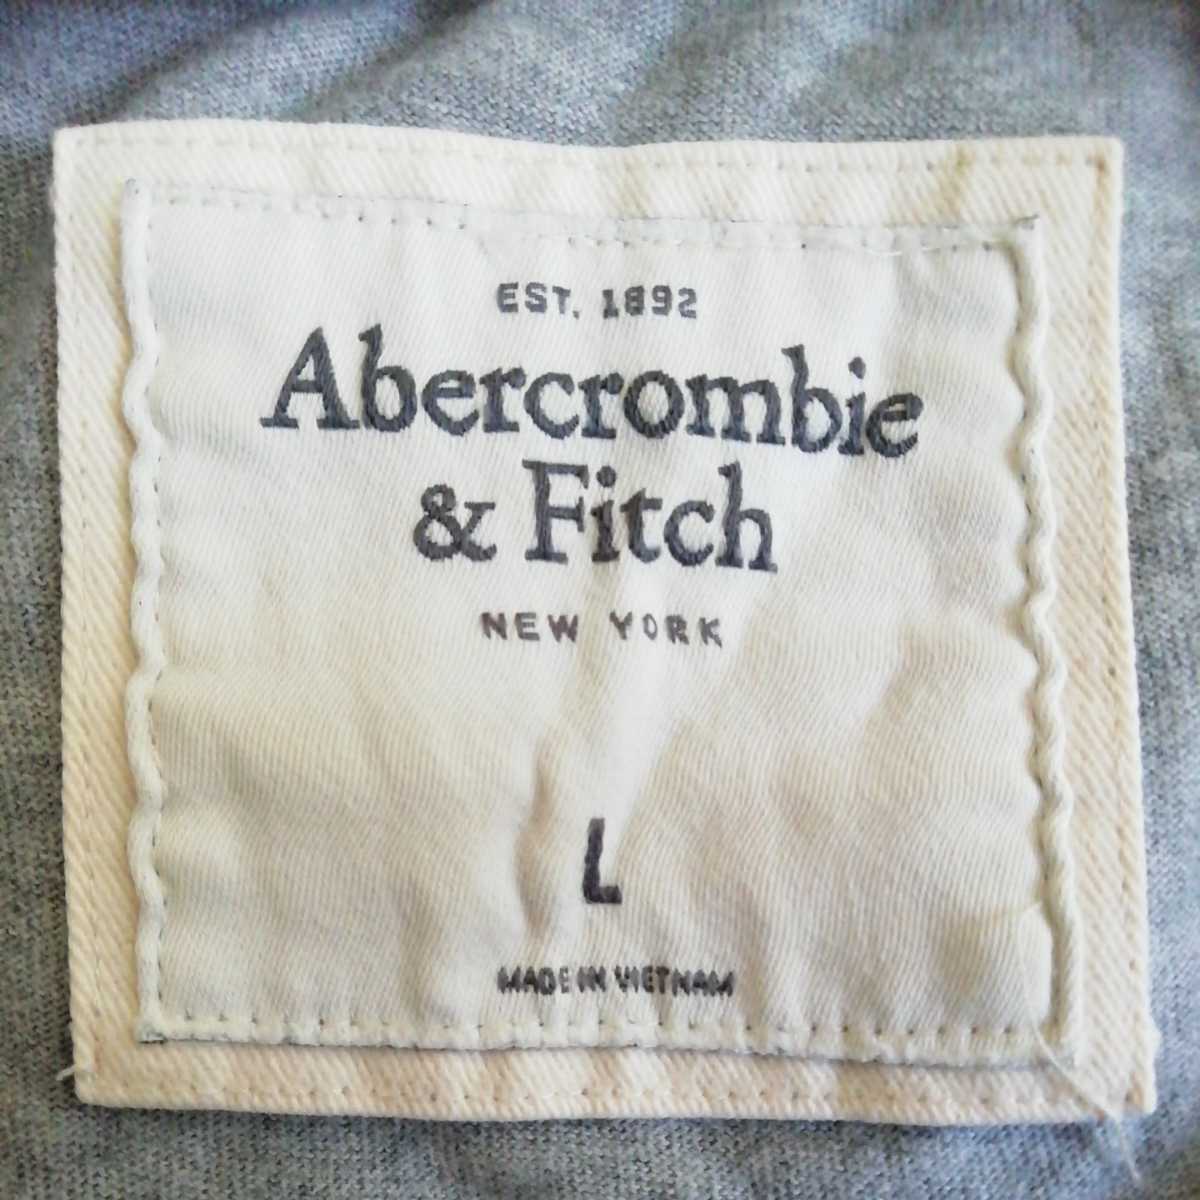 EST. 1892
Abercrombie
& Fitch
NEW YORK
L
MADE IN VIETNAM